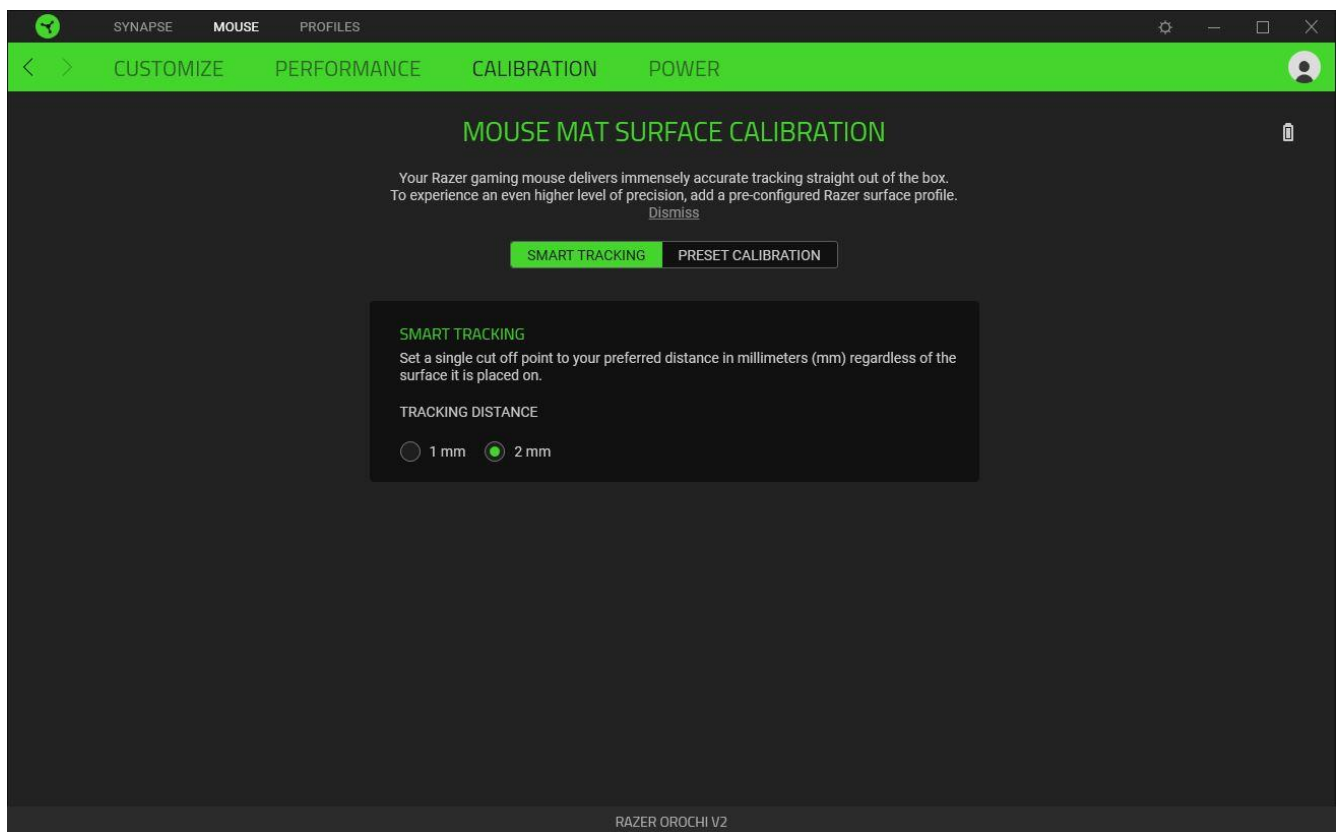 SYNAPSE MOUSE PROFILES
CUSTOMIZE PERFORMANCE CALIBRATION POWER
MOUSE MAT SURFACE CALIBRATION
Your Razer gaming mouse delivers immensely accurate tracking straight out of the box.
To experience an even higher level of precision, add a pre-configured Razer surface profile.
Dismiss
SMART TRACKING PRESET CALIBRATION
SMART TRACKING
Set a single cut off point to your preferred distance in millimeters (mm) regardless of the
surface it is placed on.
TRACKING DISTANCE
1 mm 2 mm
RAZER OROCHI V2